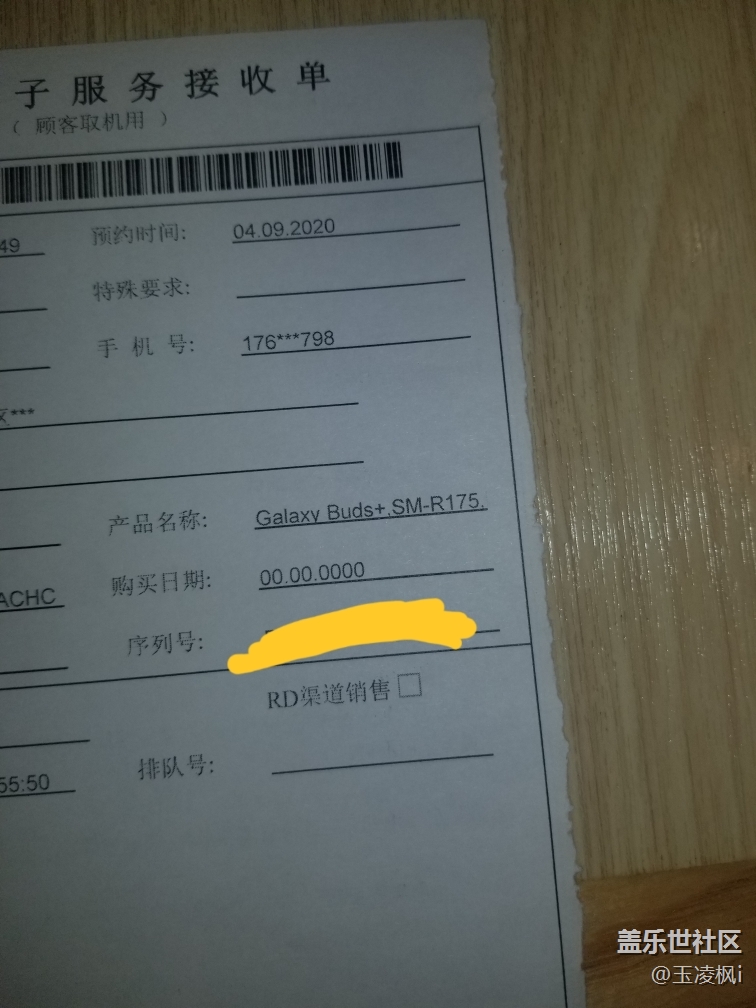 子服务接收单
（ 顾客取机用 ）
49 预约时间: 04.09.2020
特殊要求:
手 机 号: 176***798
***
产品名称: Galaxy Buds+,SM-R175,
ACHC 购买日期: 00.00.0000
序列号:
RD渠道销售
55:50 排队号:
盖乐世社区
@玉凌枫i